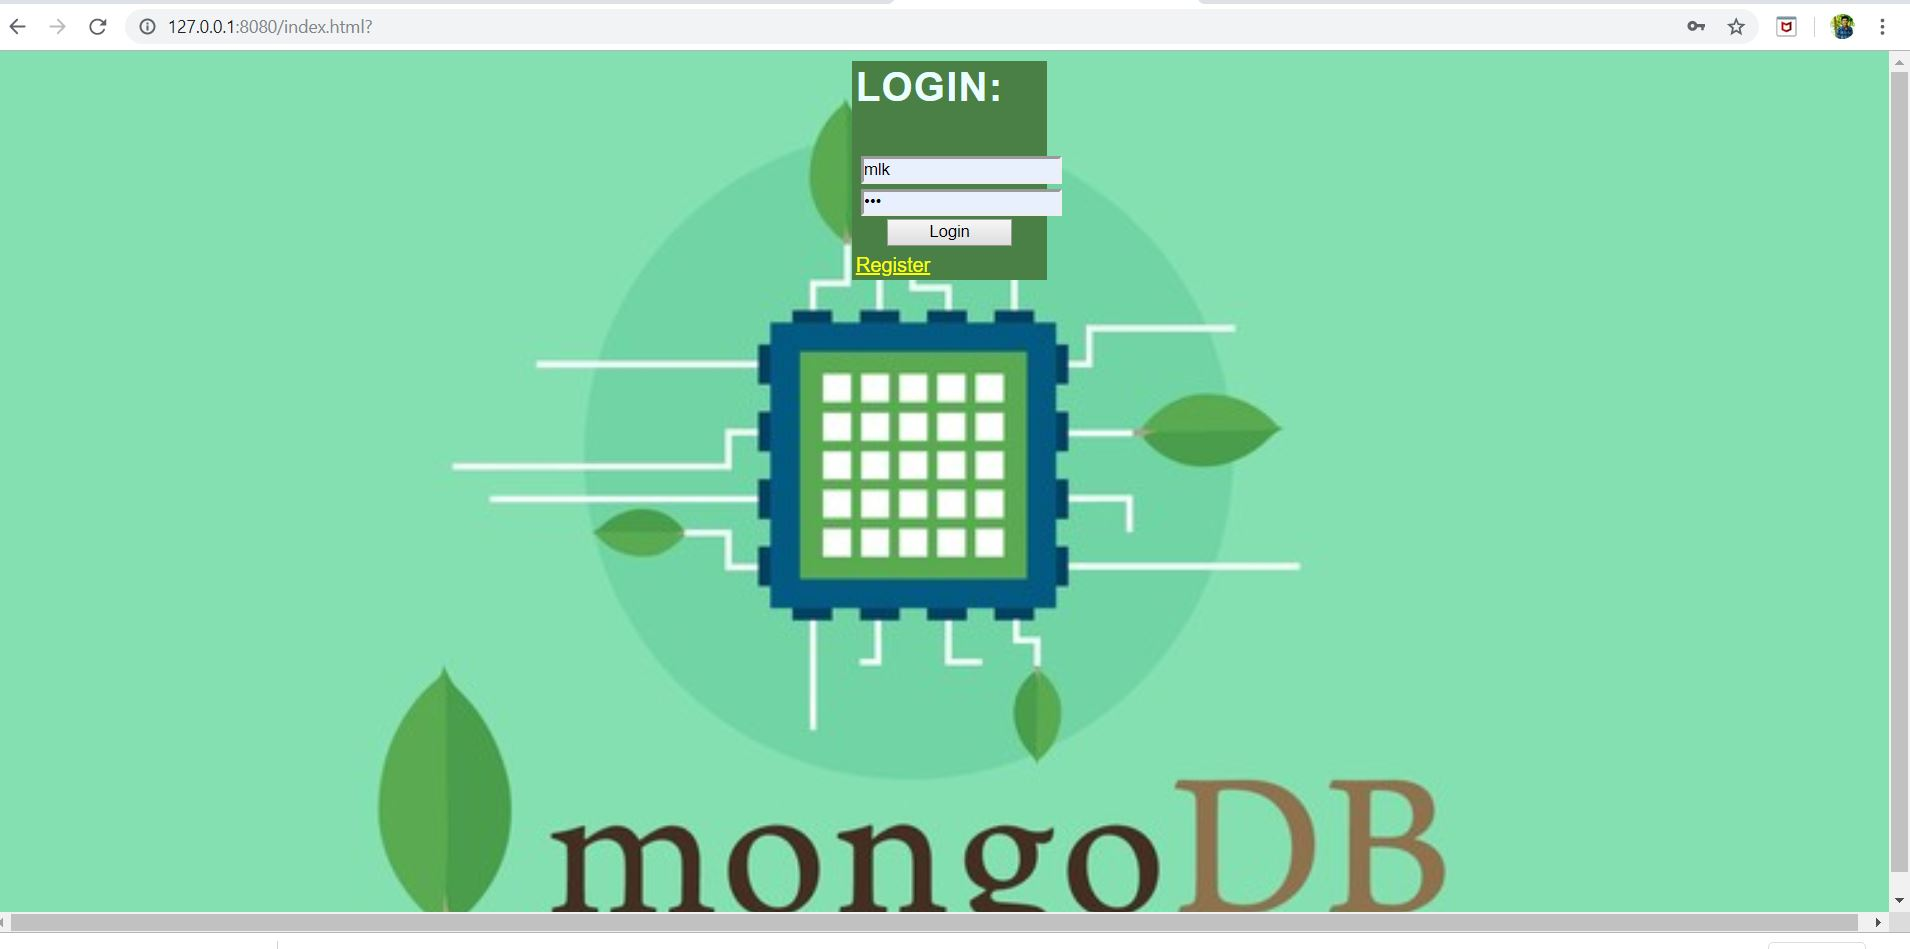 127.0.0.1:8080/index.html?
LOGIN:
mlk
•••
Login
Register
mongoDB